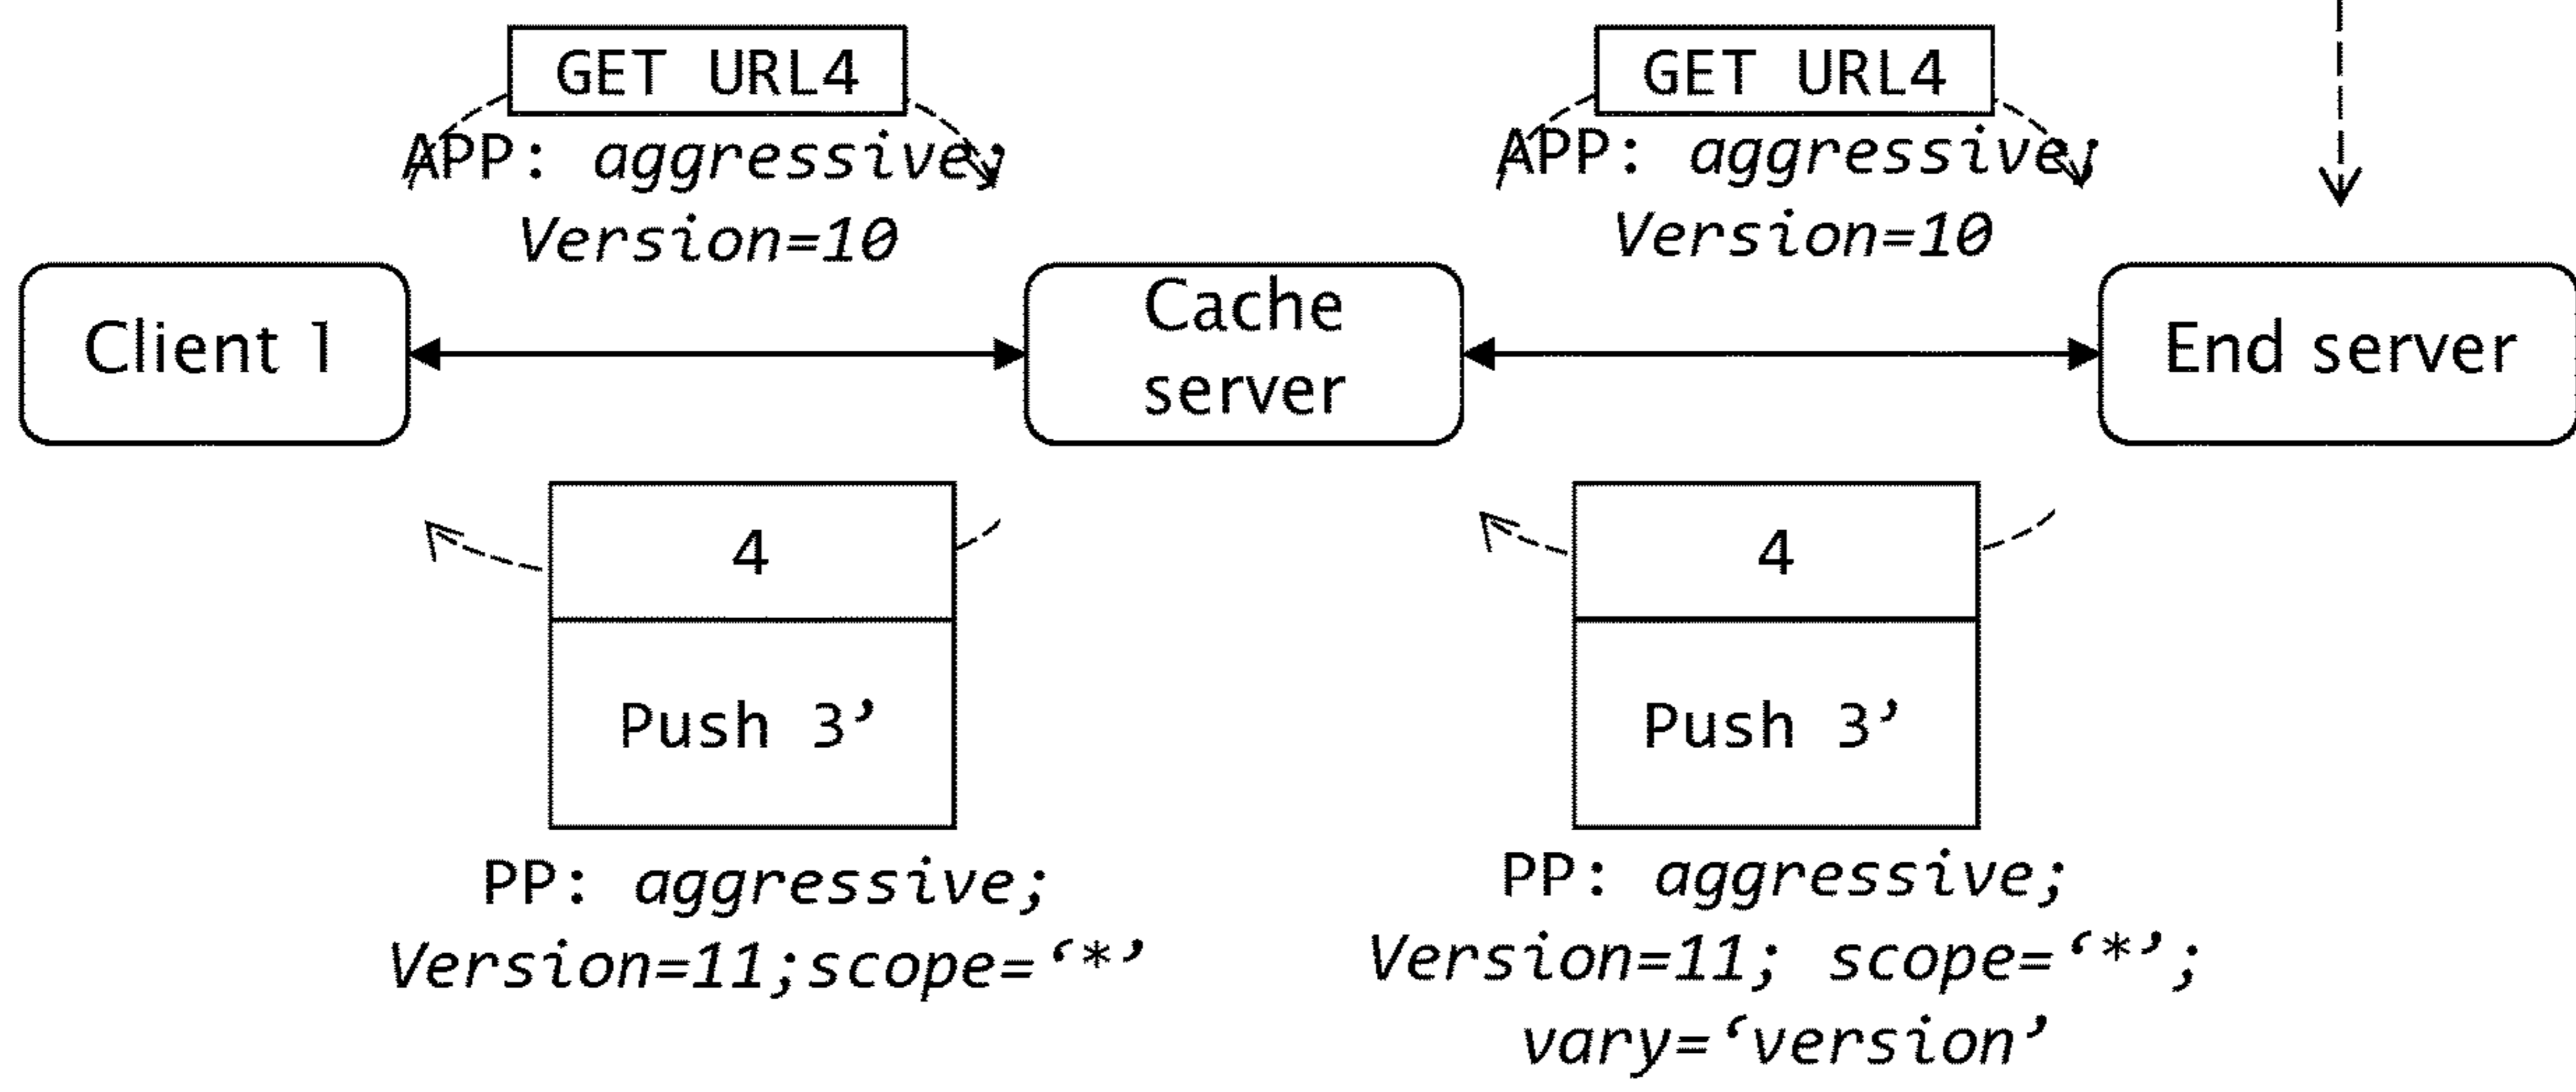 GET URL4
GET URL4
APP: aggressive;
Version=10
APP: aggressive;
Version=10
Client 1
Cache
server
End server
4
Push 3’
4
Push 3’
PP: aggressive;
Version=11;scope=‘*’
PP: aggressive;
Version=11; scope=‘*’;
vary=‘version’